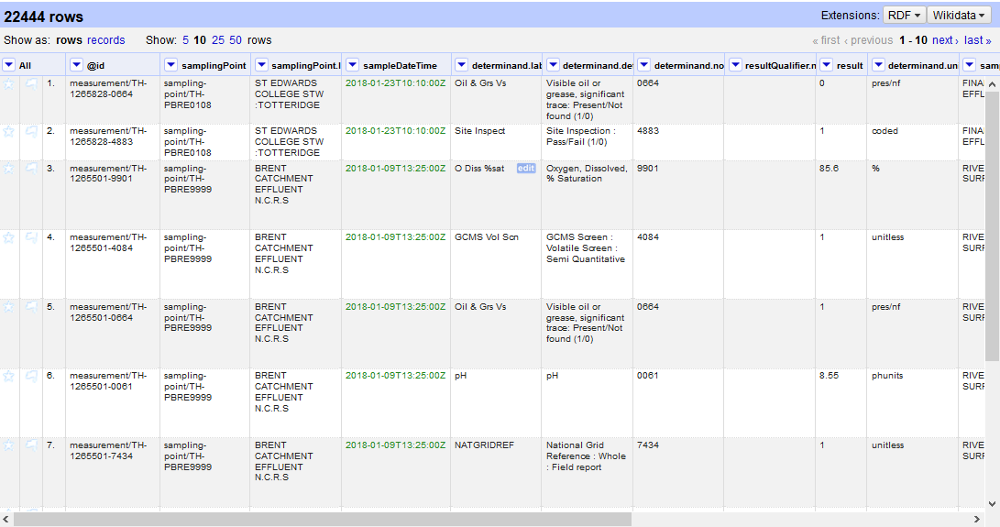 22444 rows
Extensions: RDF Wikidata
Show as: rows records Show: 5 10 25 50 rows
« first ‹ previous 1 - 10 next › last »
All @id samplingPoint samplingPoint.l sampleDateTime determinand.lab determinand.def determinand.no resultQualifier.n result determinand.un samp
1. measurement/TH- sampling- ST EDWARDS 2018-01-23T10:10:00Z Oil & Grs Vs Visible oil or 0664 0 pres/nf FINA
1265828-0664 point/TH- COLLEGE STW grease, significant EFFL
PBRE0108 :TOTTERIDGE trace: Present/Not
found (1/0)
2. measurement/TH- sampling- ST EDWARDS 2018-01-23T10:10:00Z Site Inspect Site Inspection : 4883 1 coded FINA
1265828-4883 point/TH- COLLEGE STW Pass/Fail (1/0) EFFL
PBRE0108 :TOTTERIDGE
3. measurement/TH- sampling- BRENT 2018-01-09T13:25:00Z O Diss %sat edit Oxygen, Dissolved, 9901 85.6 % RIVE
1265501-9901 point/TH- CATCHMENT % Saturation SURF
PBRE9999 EFFLUENT
N.C.R.S
4. measurement/TH- sampling- BRENT 2018-01-09T13:25:00Z GCMS Vol Scn GCMS Screen : 4084 1 unitless RIVE
1265501-4084 point/TH- CATCHMENT Volatile Screen : SURF
PBRE9999 EFFLUENT Semi Quantitative
N.C.R.S
5. measurement/TH- sampling- BRENT 2018-01-09T13:25:00Z Oil & Grs Vs Visible oil or 0664 1 pres/nf RIVE
1265501-0664 point/TH- CATCHMENT grease, significant SURF
PBRE9999 EFFLUENT trace: Present/Not
N.C.R.S found (1/0)
6. measurement/TH- sampling- BRENT 2018-01-09T13:25:00Z pH pH 0061 8.55 phunits RIVE
1265501-0061 point/TH- CATCHMENT SURF
PBRE9999 EFFLUENT
N.C.R.S
7. measurement/TH- sampling- BRENT 2018-01-09T13:25:00Z NATGRIDREF National Grid 7434 1 unitless RIVE
1265501-7434 point/TH- CATCHMENT Reference : Whole SURF
PBRE9999 EFFLUENT : Field report
N.C.R.S